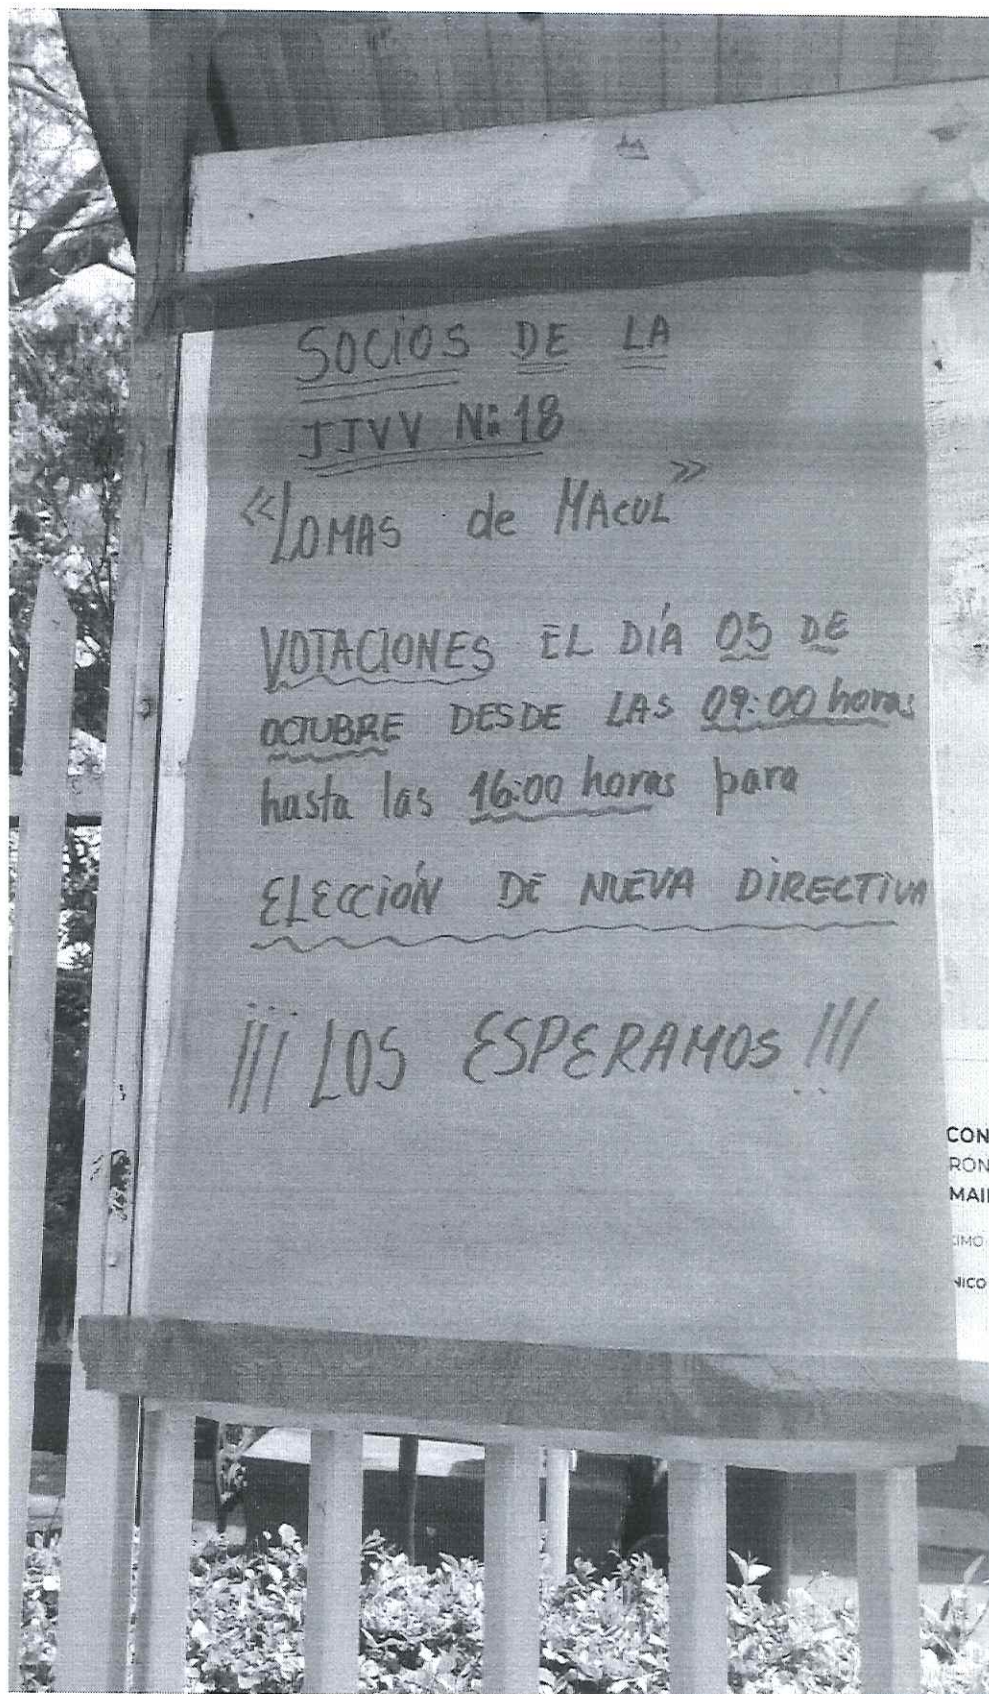 SOCIOS DE LA
JJVV Nº 18
"LOMAS de MACUL"
VOTACIONES EL DÍA 05 DE
OCTUBRE DESDE LAS 09:00 horas
hasta las 16:00 horas para
ELECCIÓN DE NUEVA DIRECTIVA
¡¡¡ LOS ESPERAMOS !!!
CON
RÓN
MAI